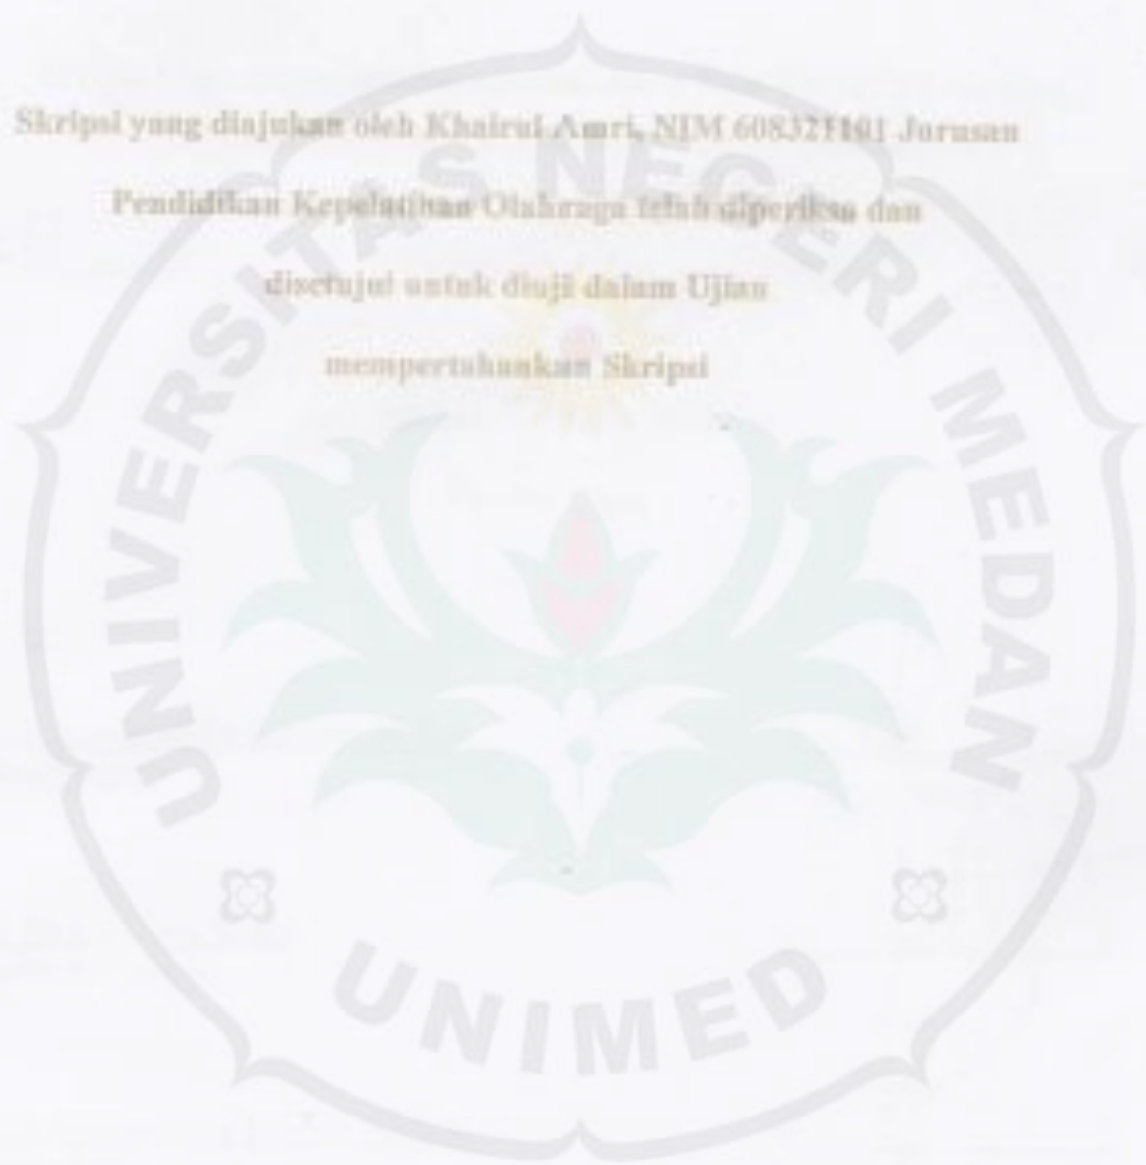 Skripsi yang diajukan oleh Khairul Amri, NIM 608321101 Jurusan
Pendidikan Kepelatihan Olahraga telah diperiksa dan
disetujui untuk diuji dalam Ujian
mempertahankan Skripsi
UNIVERSITAS NEGERI MEDAN
UNIMED